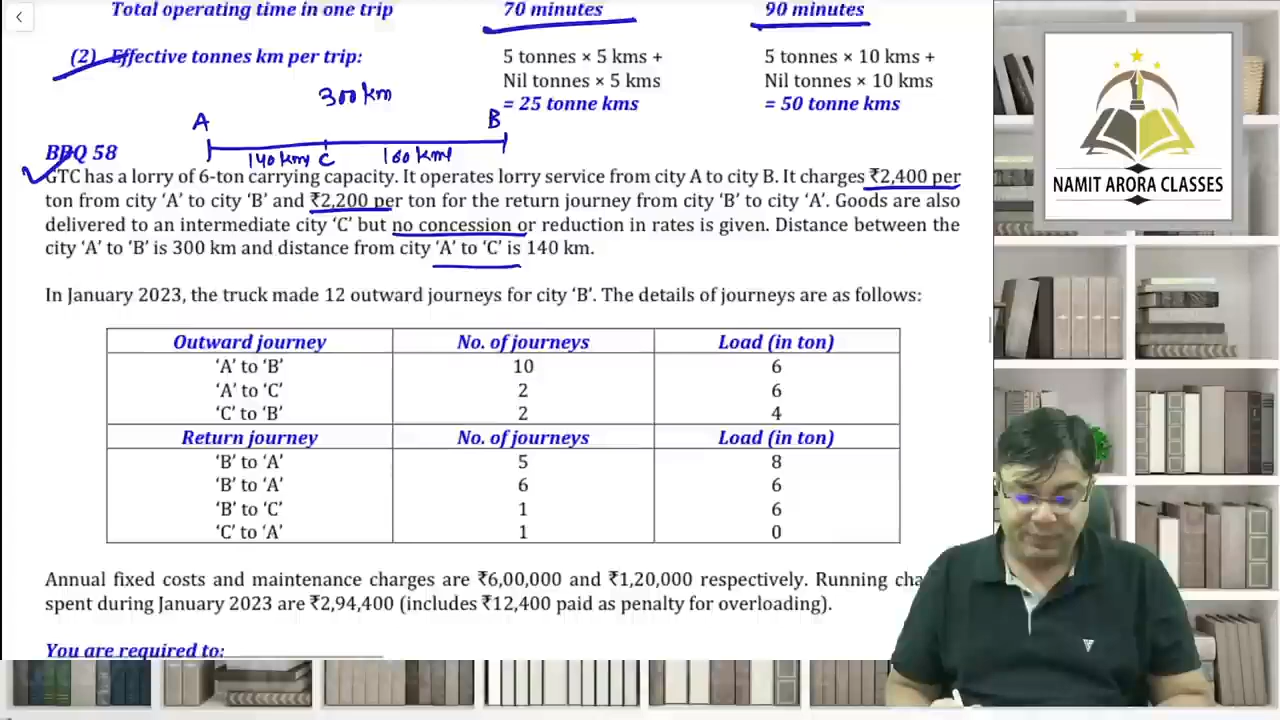 Total operating time in one trip 70 minutes 90 minutes
(2) Effective tonnes km per trip: 5 tonnes × 5 kms + 5 tonnes × 10 kms +
Nil tonnes × 5 kms Nil tonnes × 10 kms
= 25 tonne kms = 50 tonne kms
300 km
A B
140 km C 160 km
BBQ 58
GTC has a lorry of 6-ton carrying capacity. It operates lorry service from city A to city B. It charges ₹2,400 per
ton from city ‘A’ to city ‘B’ and ₹2,200 per ton for the return journey from city ‘B’ to city ‘A’. Goods are also
delivered to an intermediate city ‘C’ but no concession or reduction in rates is given. Distance between the
city ‘A’ to ‘B’ is 300 km and distance from city ‘A’ to ‘C’ is 140 km.
In January 2023, the truck made 12 outward journeys for city ‘B’. The details of journeys are as follows:
Outward journey No. of journeys Load (in ton)
‘A’ to ‘B’ 10 6
‘A’ to ‘C’ 2 6
‘C’ to ‘B’ 2 4
Return journey No. of journeys Load (in ton)
‘B’ to ‘A’ 5 8
‘B’ to ‘A’ 6 6
‘B’ to ‘C’ 1 6
‘C’ to ‘A’ 1 0
Annual fixed costs and maintenance charges are ₹6,00,000 and ₹1,20,000 respectively. Running cha
spent during January 2023 are ₹2,94,400 (includes ₹12,400 paid as penalty for overloading).
You are required to:
NAMIT ARORA CLASSES